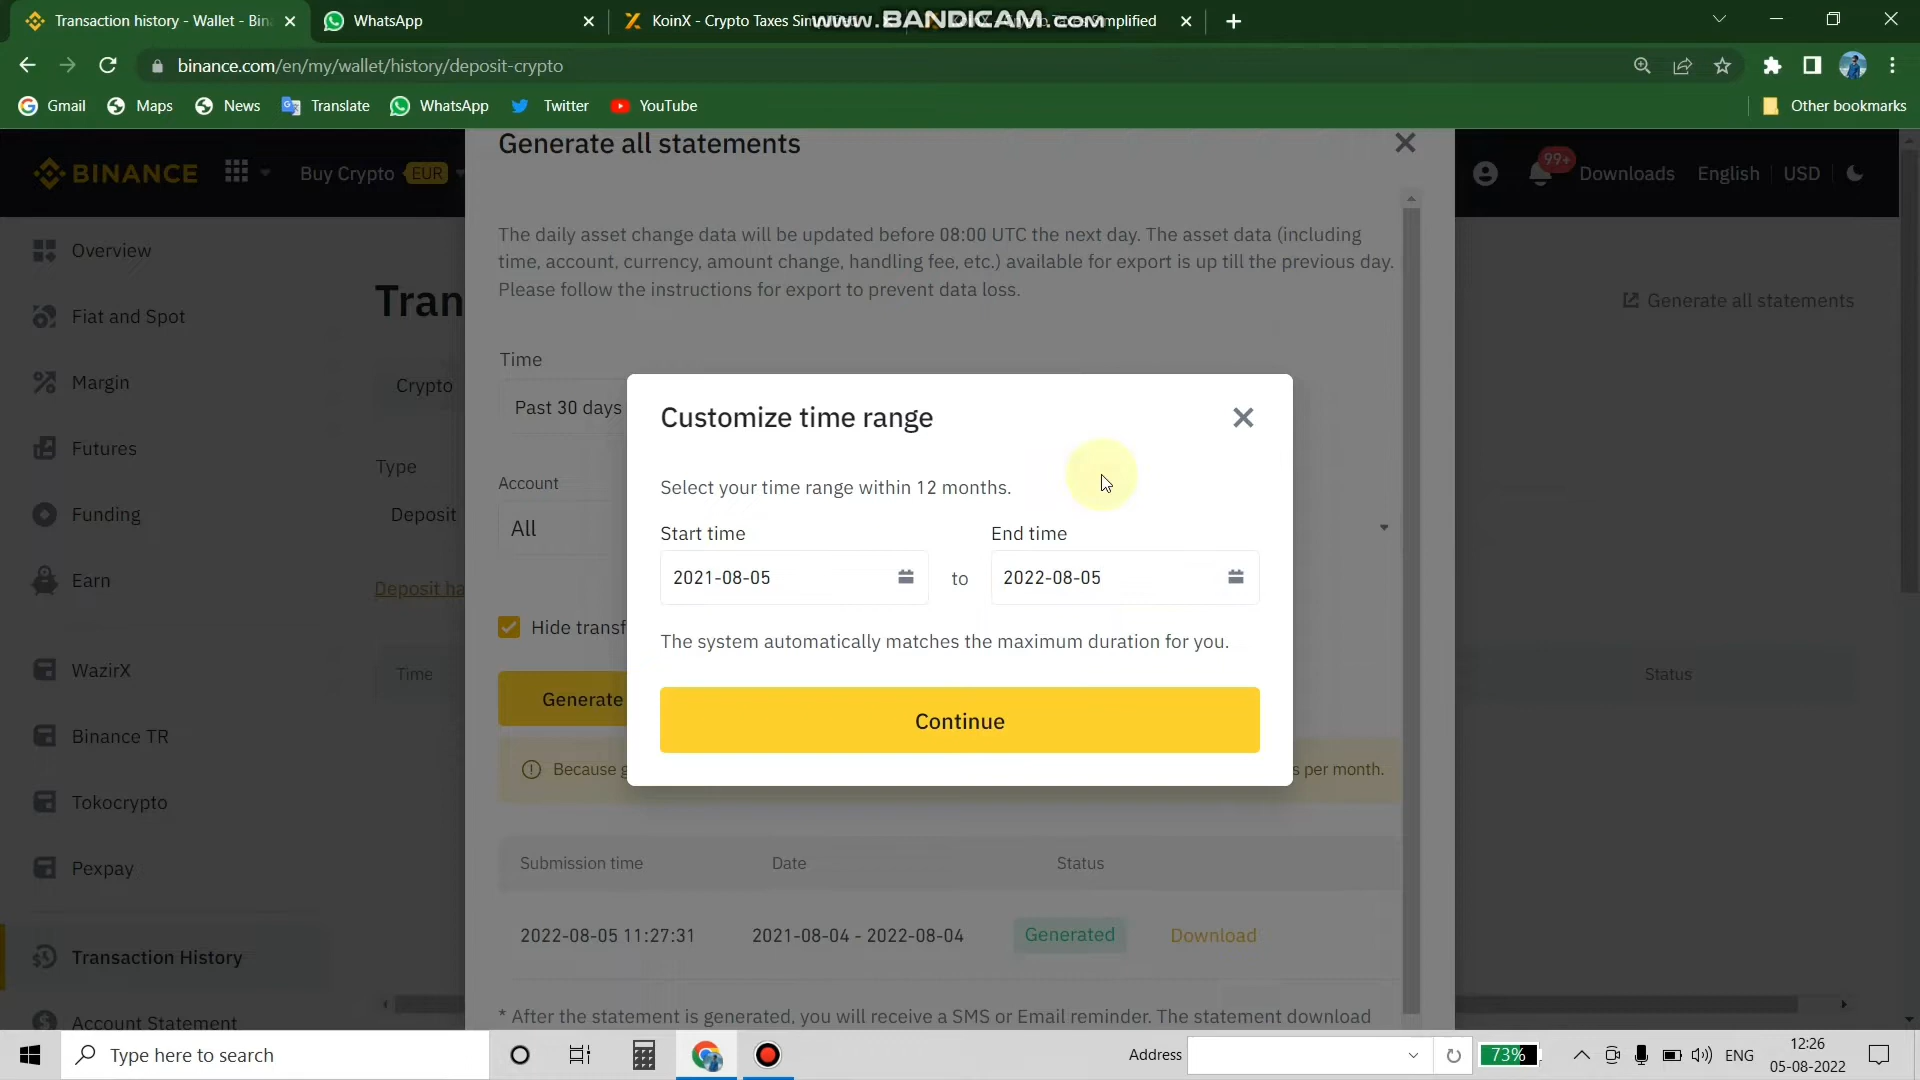 Transaction history - Wallet - Bin
WhatsApp
KoinX - Crypto Taxes Sim
www.BANDICAM.com
Simplified
binance.com/en/my/wallet/history/deposit-crypto
Gmail
Maps
News
Translate
WhatsApp
Twitter
YouTube
Other bookmarks
BINANCE
Buy Crypto EUR
99+
Downloads
English
USD
Generate all statements
The daily asset change data will be updated before 08:00 UTC the next day. The asset data (including
time, account, currency, amount change, handling fee, etc.) available for export is up till the previous day.
Please follow the instructions for export to prevent data loss.
Overview
Fiat and Spot
Margin
Futures
Funding
Earn
WazirX
Binance TR
Tokocrypto
Pexpay
Transaction History
Account Statement
Tran
Generate all statements
Crypto
Type
Deposit
Deposit ha
Time
Status
Time
Past 30 days
Account
All
Hide transf
Generate
Because g
s per month.
Customize time range
Select your time range within 12 months.
Start time
End time
2021-08-05
to
2022-08-05
The system automatically matches the maximum duration for you.
Continue
Submission time
Date
Status
2022-08-05 11:27:31
2021-08-04 - 2022-08-04
Generated
Download
* After the statement is generated, you will receive a SMS or Email reminder. The statement download
Type here to search
Address
73%
ENG
12:26
05-08-2022